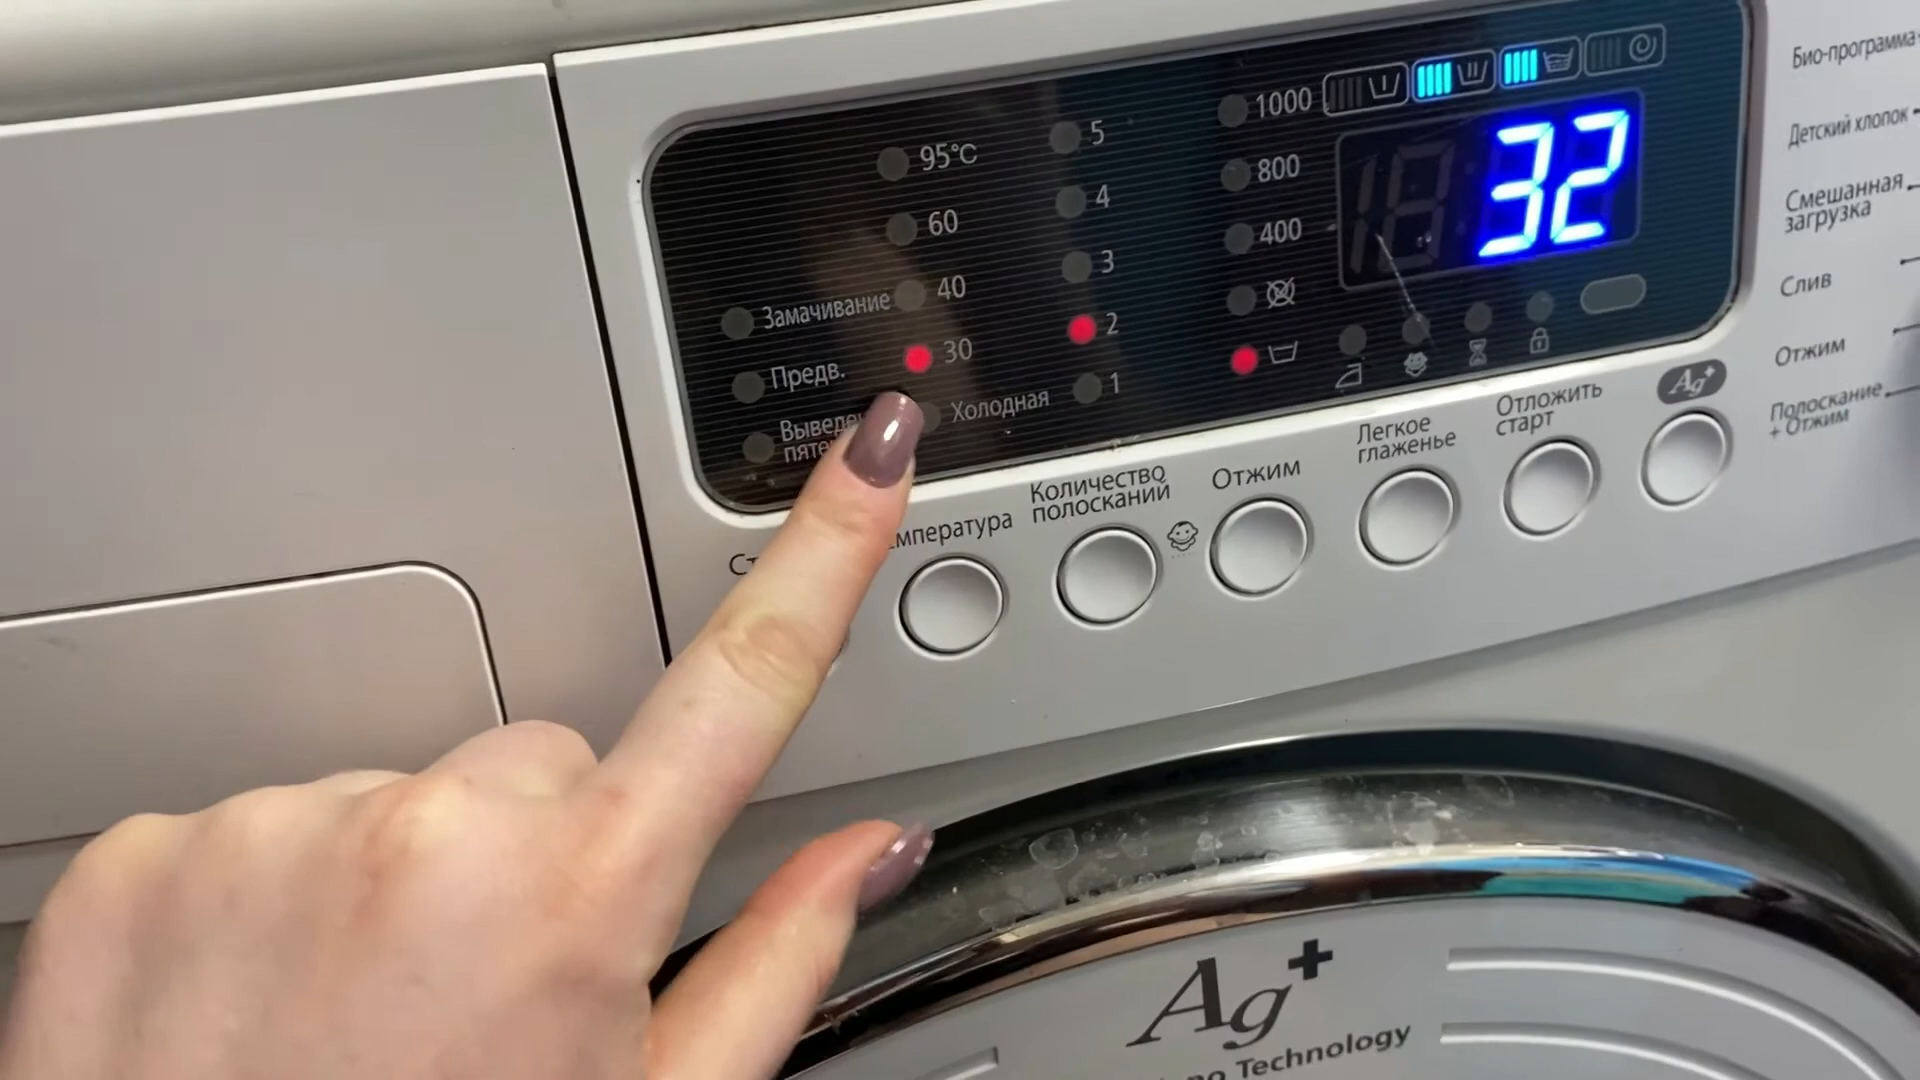 Замачивание
Предв.
95°C
60
40
30
Холодная
5
4
3
2
1
1000
800
400
32
Температура
Количество
полосканий
Отжим
Легкое
глаженье
Отложить
старт
Ag+
Био-программа
Детский хлопок
Смешанная
загрузка
Слив
Отжим
Полоскание
+ Отжим
Ag+
Technology